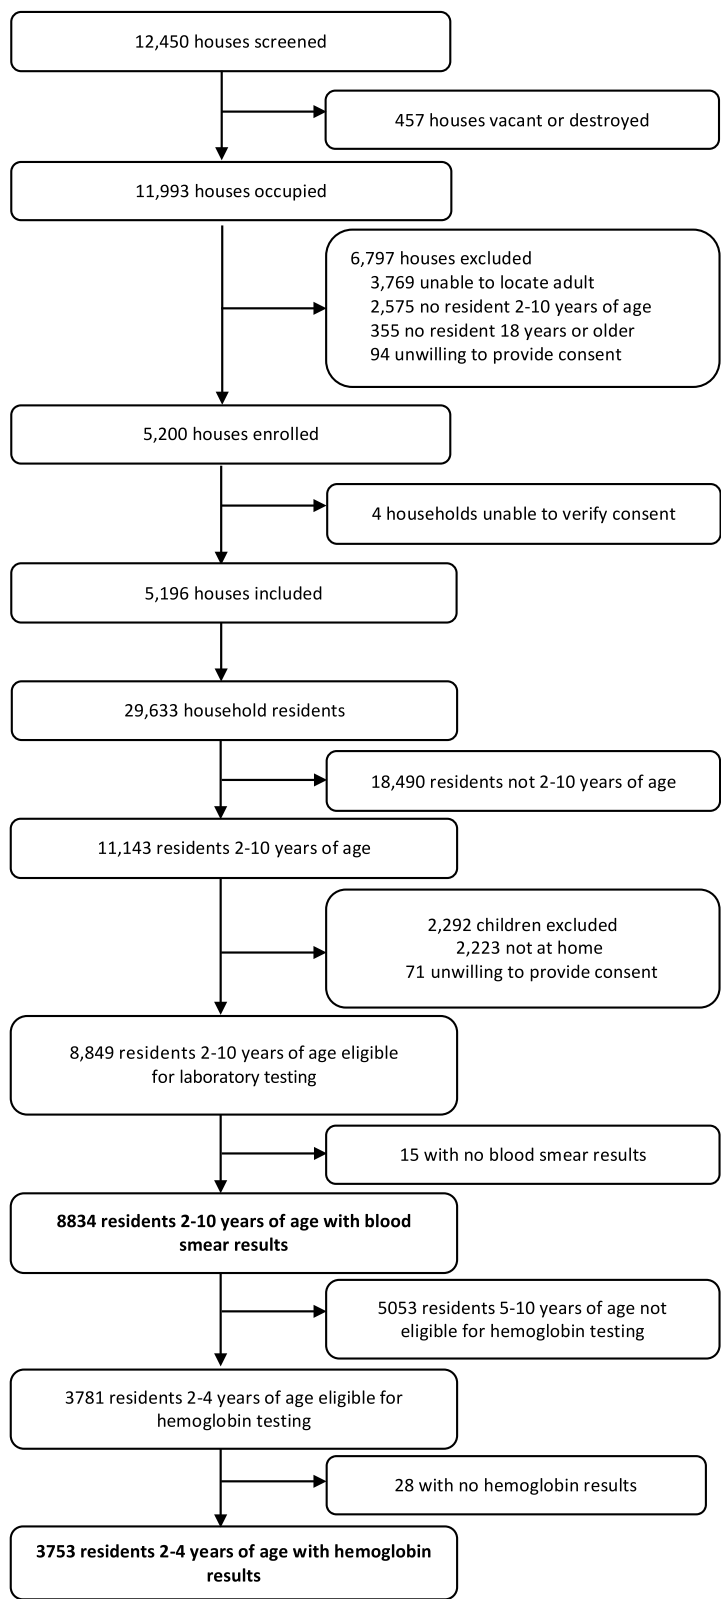 12,450 houses screened
457 houses vacant or destroyed
11,993 houses occupied
6,797 houses excluded
3,769 unable to locate adult
2,575 no resident 2-10 years of age
355 no resident 18 years or older
94 unwilling to provide consent
5,200 houses enrolled
4 households unable to verify consent
5,196 houses included
29,633 household residents
18,490 residents not 2-10 years of age
11,143 residents 2-10 years of age
2,292 children excluded
2,223 not at home
71 unwilling to provide consent
8,849 residents 2-10 years of age eligible
for laboratory testing
15 with no blood smear results
8834 residents 2-10 years of age with blood
smear results
5053 residents 5-10 years of age not
eligible for hemoglobin testing
3781 residents 2-4 years of age eligible for
hemoglobin testing
28 with no hemoglobin results
3753 residents 2-4 years of age with hemoglobin
results